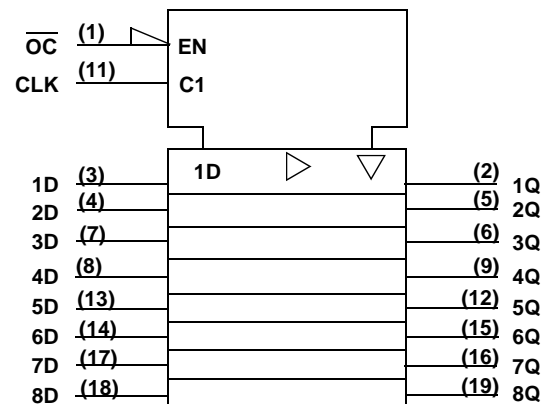 OC (1) EN
CLK (11) C1
1D
1D (3) (2) 1Q
2D (4) (5) 2Q
3D (7) (6) 3Q
4D (8) (9) 4Q
5D (13) (12) 5Q
6D (14) (15) 6Q
7D (17) (16) 7Q
8D (18) (19) 8Q